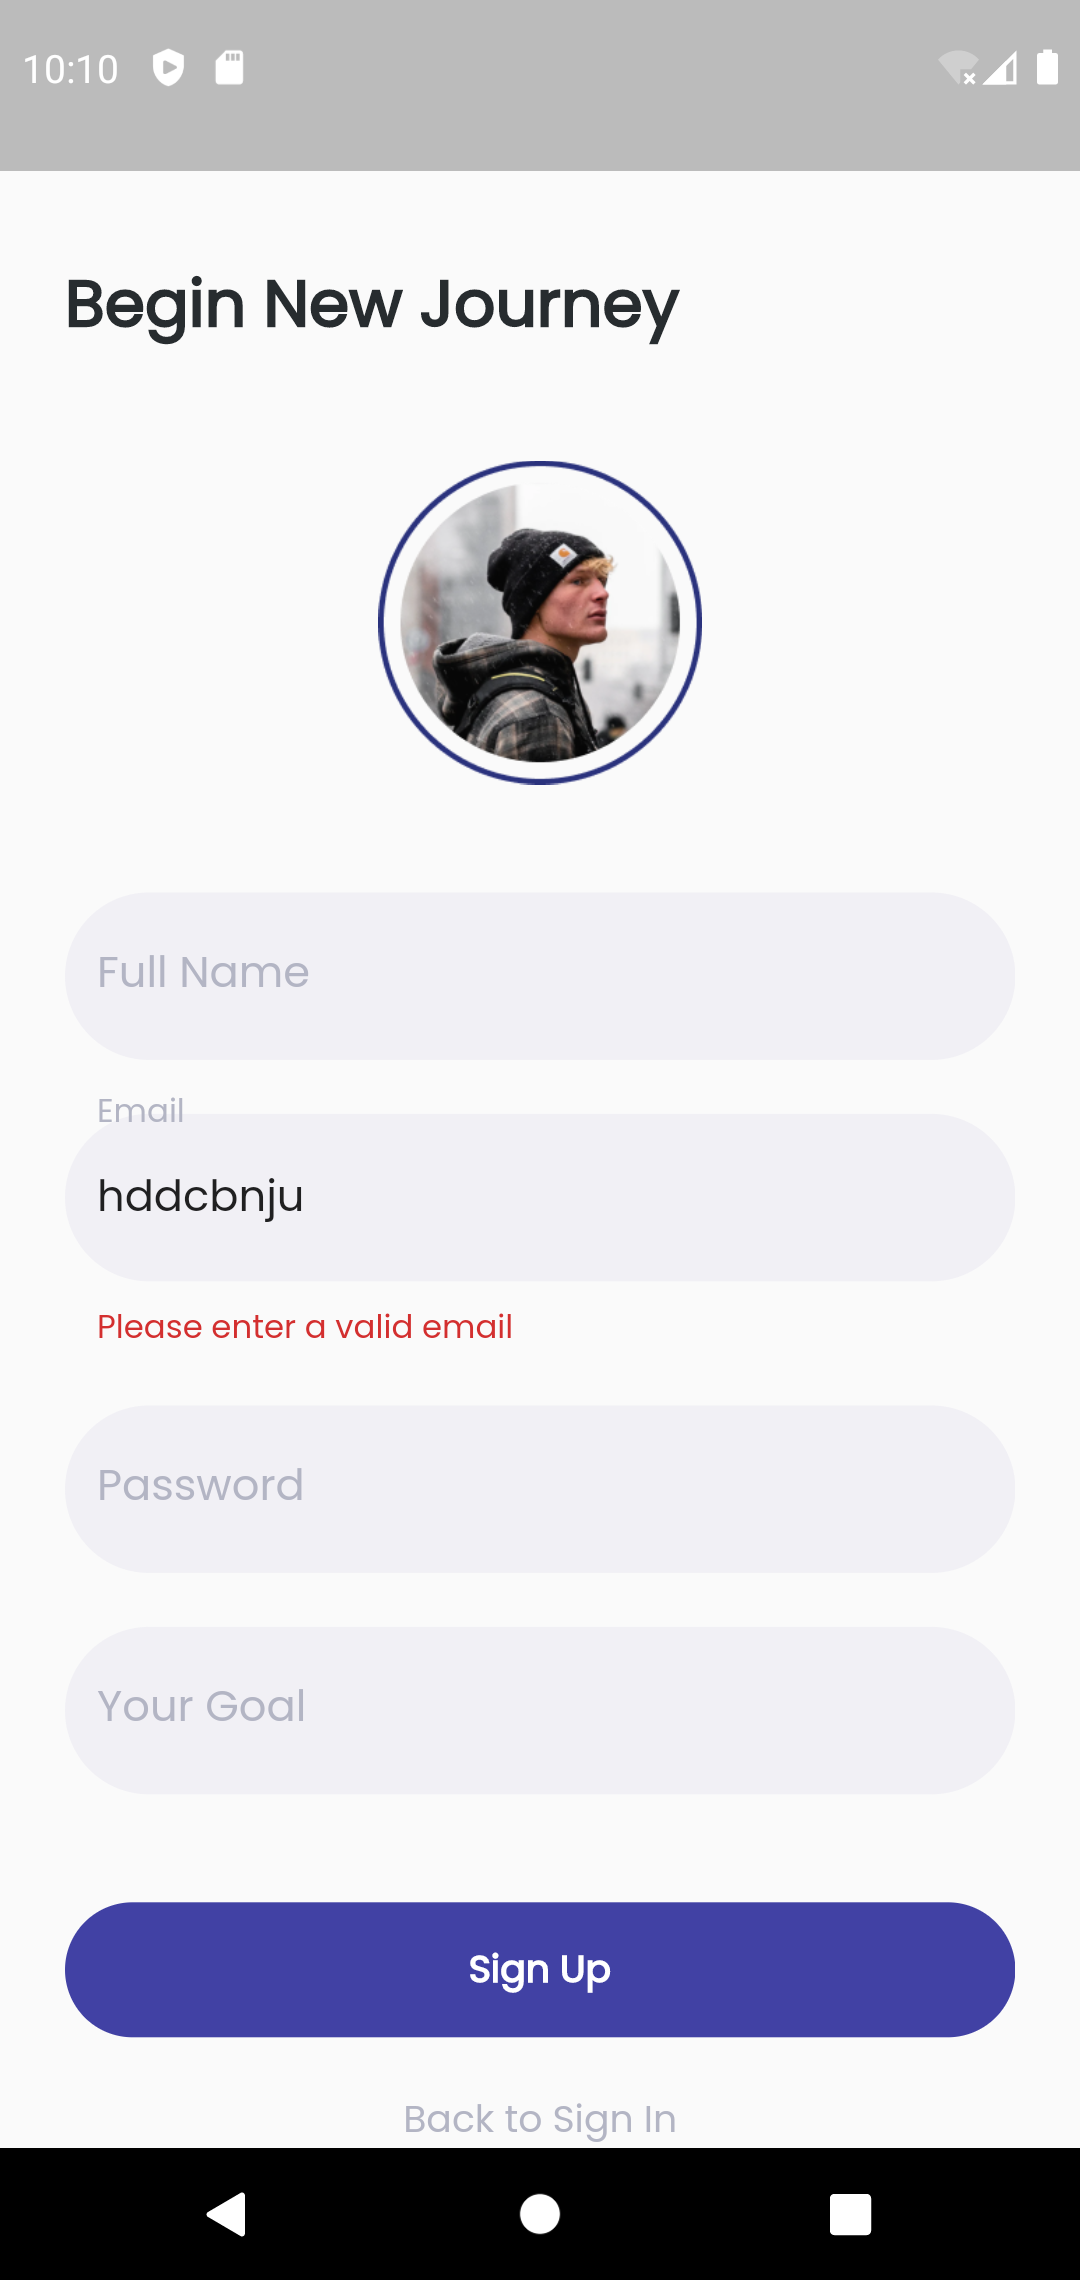 10:10
Begin New Journey
Full Name
Email
hddcbnju
Please enter a valid email
Password
Your Goal
Sign Up
Back to Sign In